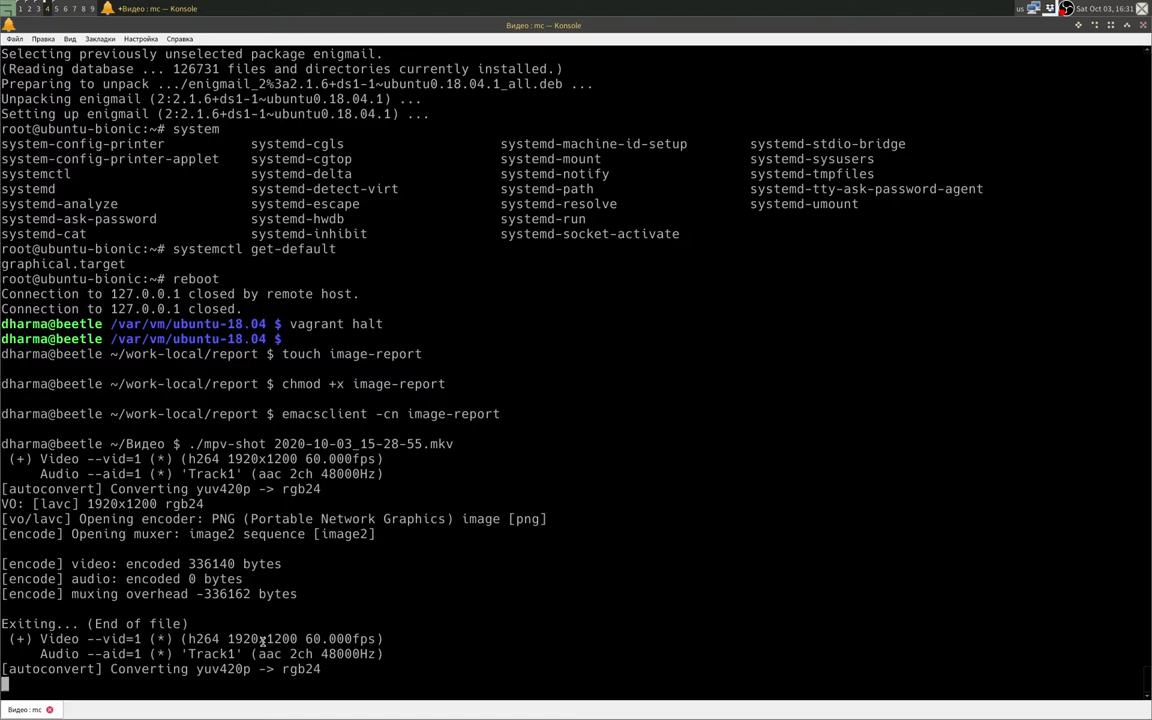 1 2 3 4 5 6 7 8 9 +Видео : mc — Konsole us Sat Oct 03, 16:31
Видео : mc — Konsole
Файл Правка Вид Закладки Настройка Справка
Selecting previously unselected package enigmail.
(Reading database ... 126731 files and directories currently installed.)
Preparing to unpack .../enigmail_2%3a2.1.6+ds1-1~ubuntu0.18.04.1_all.deb ...
Unpacking enigmail (2:2.1.6+ds1-1~ubuntu0.18.04.1) ...
Setting up enigmail (2:2.1.6+ds1-1~ubuntu0.18.04.1) ...
root@ubuntu-bionic:~# system
system-config-printer systemd-cgls systemd-machine-id-setup systemd-stdio-bridge
system-config-printer-applet systemd-cgtop systemd-mount systemd-sysusers
systemctl systemd-delta systemd-notify systemd-tmpfiles
systemd systemd-detect-virt systemd-path systemd-tty-ask-password-agent
systemd-analyze systemd-escape systemd-resolve systemd-umount
systemd-ask-password systemd-hwdb systemd-run
systemd-cat systemd-inhibit systemd-socket-activate
root@ubuntu-bionic:~# systemctl get-default
graphical.target
root@ubuntu-bionic:~# reboot
Connection to 127.0.0.1 closed by remote host.
Connection to 127.0.0.1 closed.
dharma@beetle /var/vm/ubuntu-18.04 $ vagrant halt
dharma@beetle /var/vm/ubuntu-18.04 $
dharma@beetle ~/work-local/report $ touch image-report
dharma@beetle ~/work-local/report $ chmod +x image-report
dharma@beetle ~/work-local/report $ emacsclient -cn image-report
dharma@beetle ~/Видео $ ./mpv-shot 2020-10-03_15-28-55.mkv
(+) Video --vid=1 (*) (h264 1920x1200 60.000fps)
Audio --aid=1 (*) 'Track1' (aac 2ch 48000Hz)
[autoconvert] Converting yuv420p -> rgb24
VO: [lavc] 1920x1200 rgb24
[vo/lavc] Opening encoder: PNG (Portable Network Graphics) image [png]
[encode] Opening muxer: image2 sequence [image2]
[encode] video: encoded 336140 bytes
[encode] audio: encoded 0 bytes
[encode] muxing overhead -336162 bytes
Exiting... (End of file)
(+) Video --vid=1 (*) (h264 1920x1200 60.000fps)
Audio --aid=1 (*) 'Track1' (aac 2ch 48000Hz)
[autoconvert] Converting yuv420p -> rgb24
Видео : mc